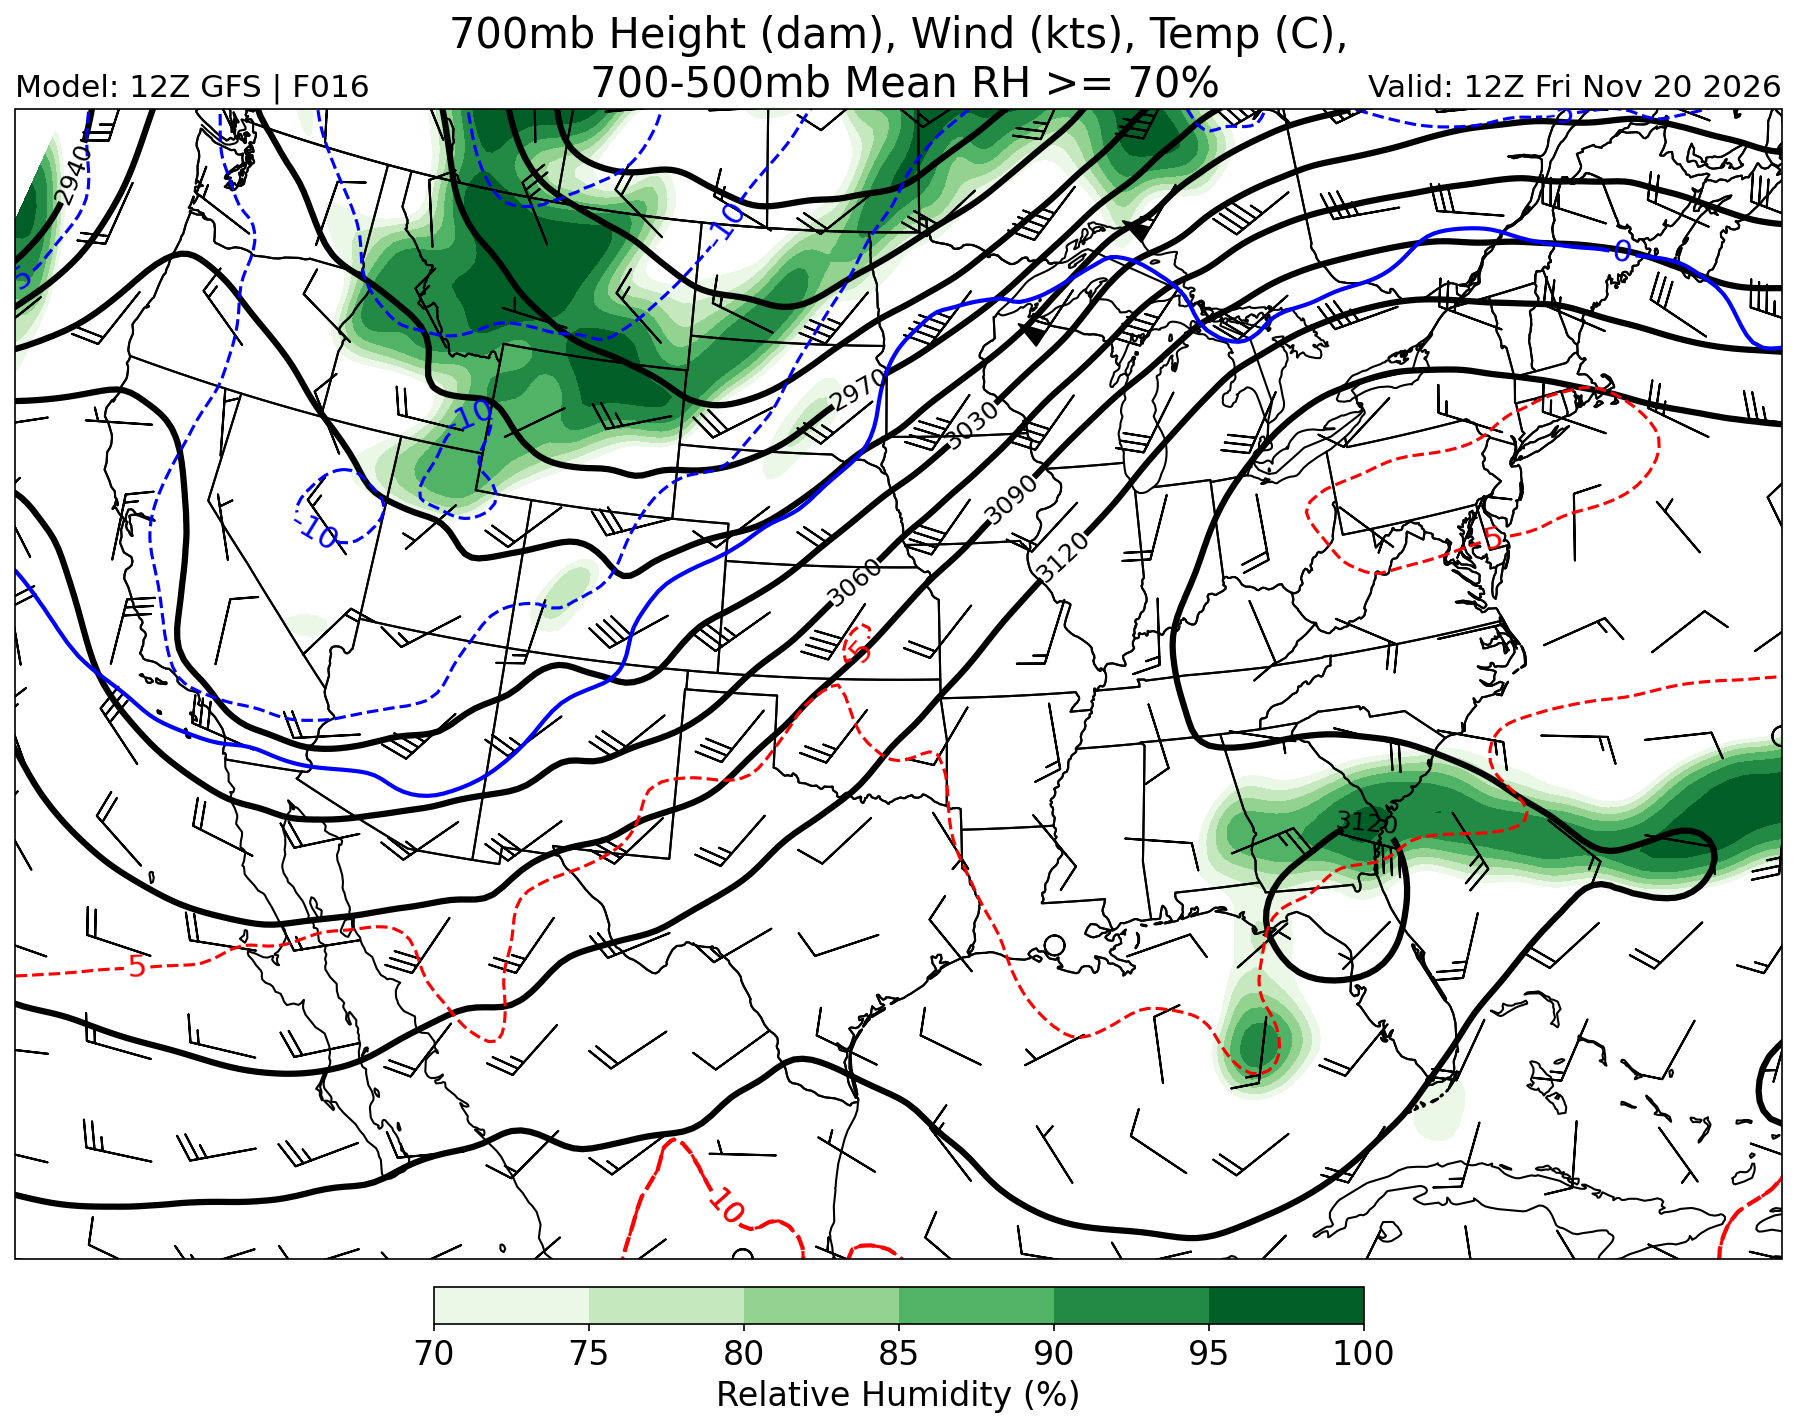 700mb Height (dam), Wind (kts), Temp (C),
700-500mb Mean RH >= 70%
Model: 12Z GFS | F016
Valid: 12Z Fri Nov 20 2026
2940
-10
0
5
2970
-10
3030
-10
5
3090
3120
3060
5
3120
5
10
70 75 80 85 90 95 100
Relative Humidity (%)